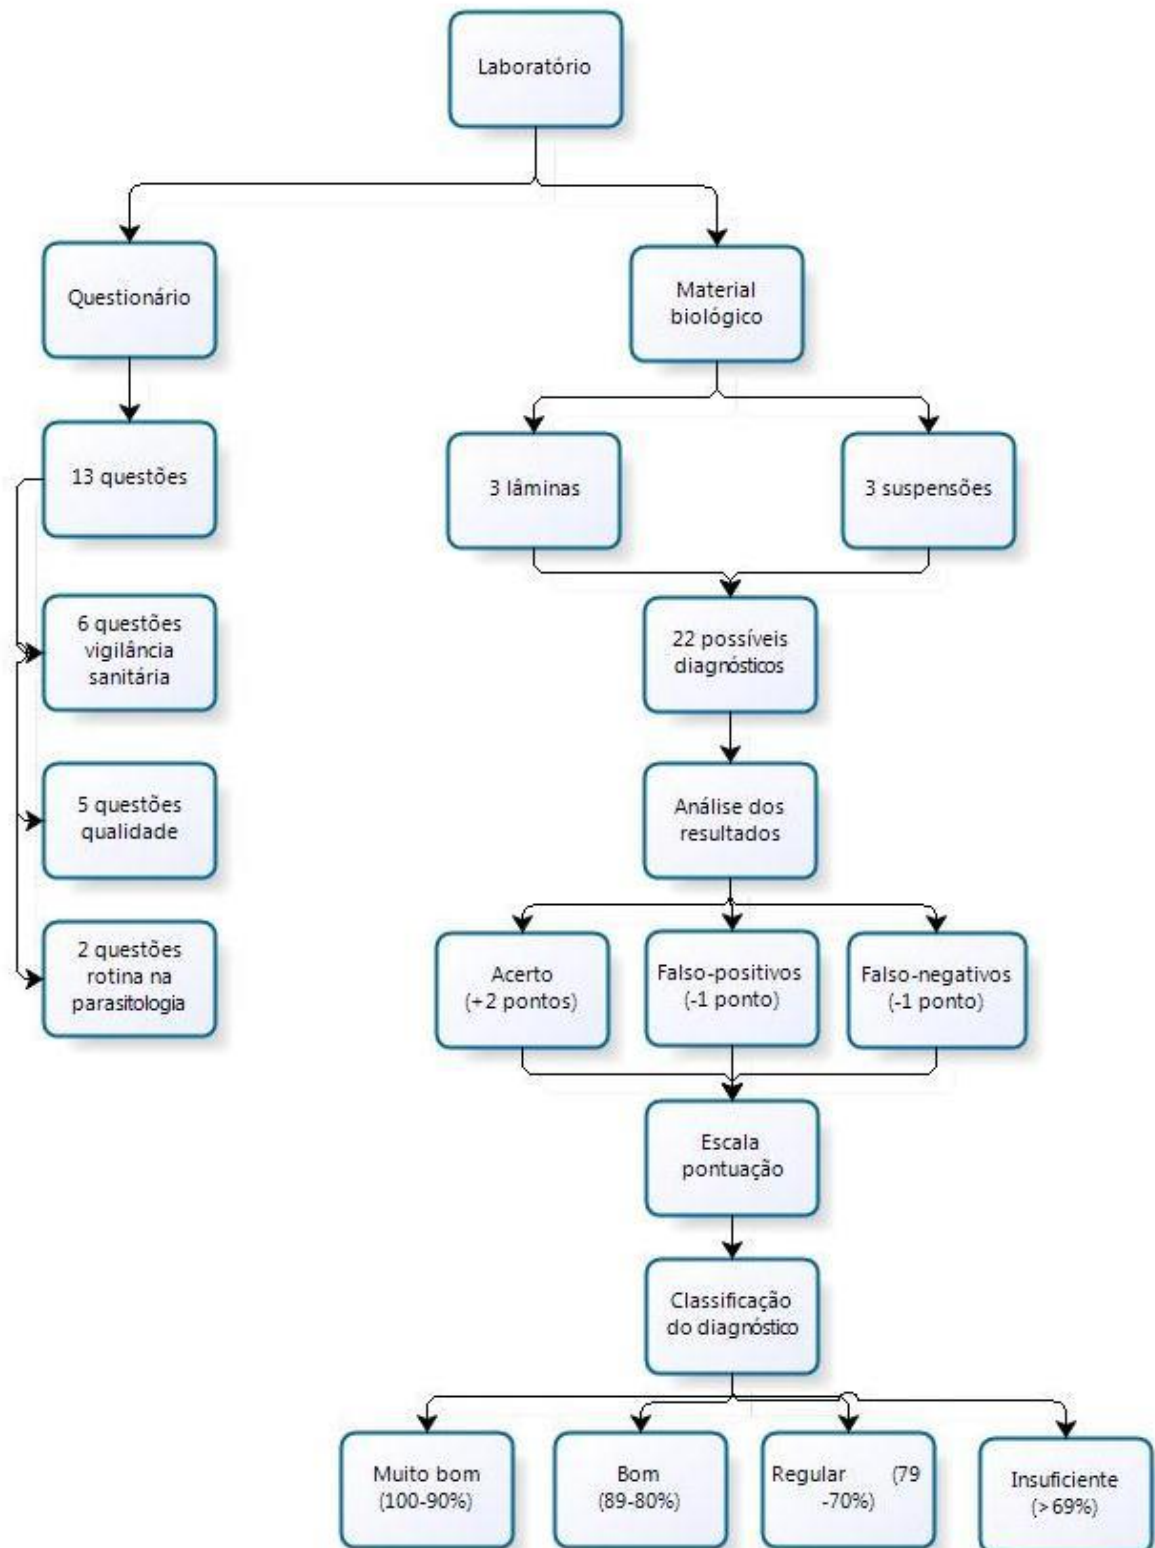 Laboratório
Questionário
Material
biológico
13 questões
3 lâminas
3 suspensões
6 questões
vigilância
sanitária
22 possíveis
diagnósticos
5 questões
qualidade
Análise dos
resultados
2 questões
rotina na
parasitologia
Acerto
(+2 pontos)
Falso-positivos
(-1 ponto)
Falso-negativos
(-1 ponto)
Escala
pontuação
Classificação
do diagnóstico
Muito bom
(100-90%)
Bom
(89-80%)
Regular (79
-70%)
Insuficiente
(>69%)